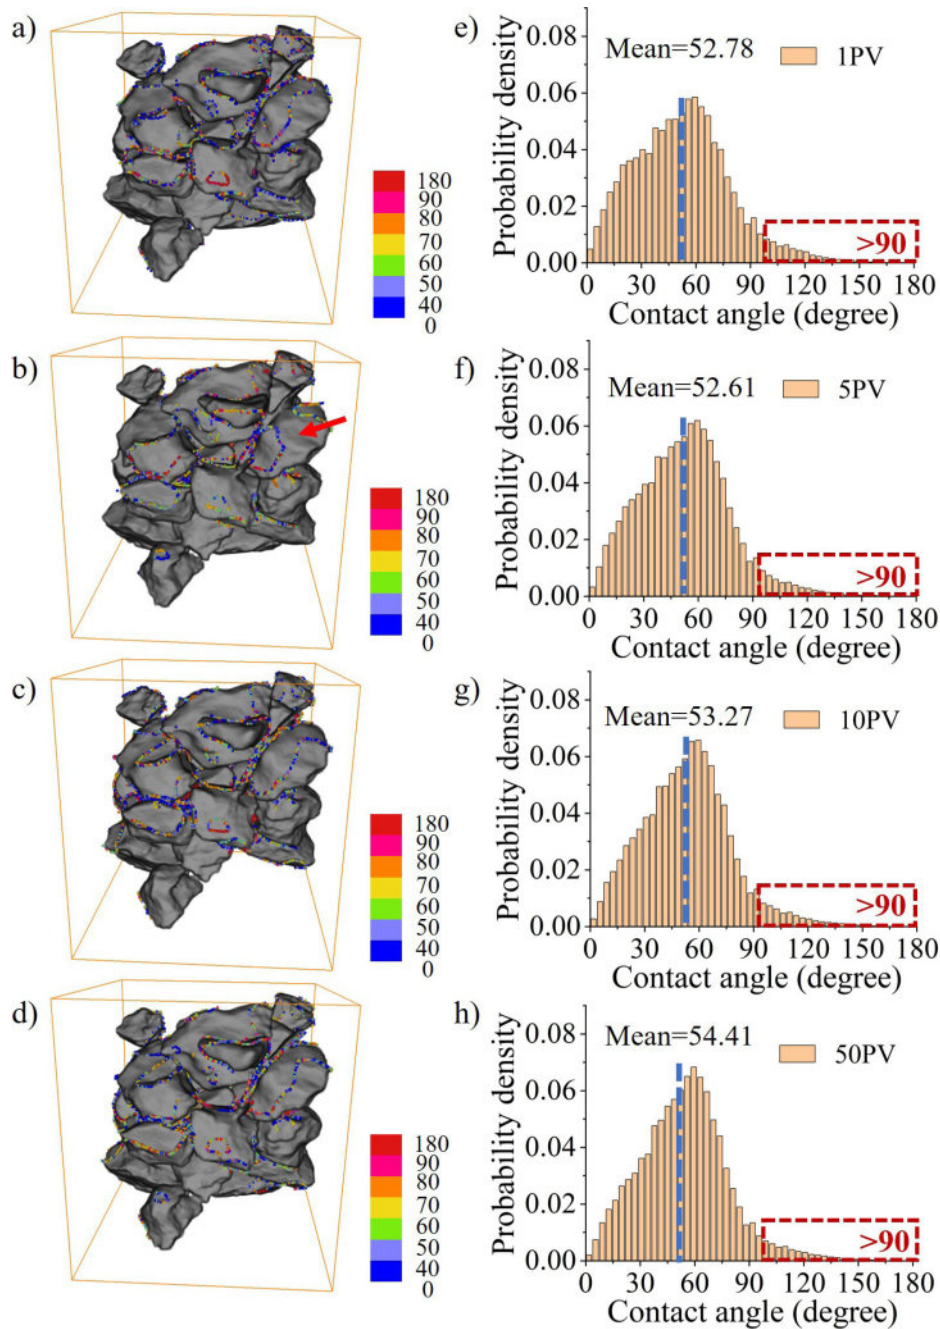 a)
180
90
80
70
60
50
40
0
e)
Mean=52.78
1PV
Probability density
0.08
0.06
0.04
0.02
0.00
>90
0 30 60 90 120 150 180
Contact angle (degree)
b)
180
90
80
70
60
50
40
0
f)
Mean=52.61
5PV
Probability density
0.08
0.06
0.04
0.02
0.00
>90
0 30 60 90 120 150 180
Contact angle (degree)
c)
180
90
80
70
60
50
40
0
g)
Mean=53.27
10PV
Probability density
0.08
0.06
0.04
0.02
0.00
>90
0 30 60 90 120 150 180
Contact angle (degree)
d)
180
90
80
70
60
50
40
0
h)
Mean=54.41
50PV
Probability density
0.08
0.06
0.04
0.02
0.00
>90
0 30 60 90 120 150 180
Contact angle (degree)